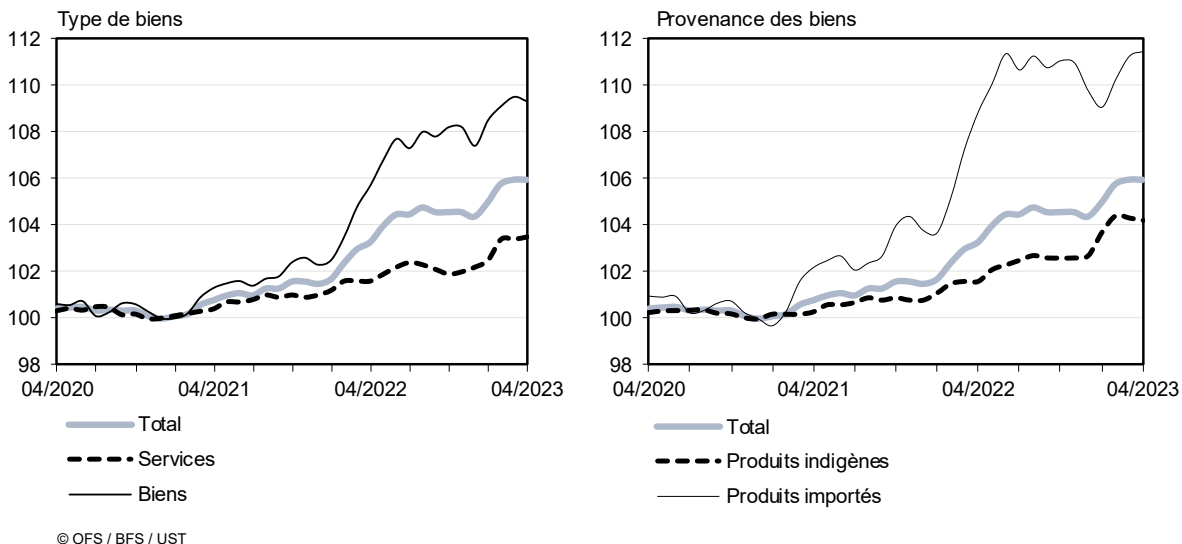 Type de biens
112
110
108
106
104
102
100
98
04/2020
04/2021
04/2022
04/2023
Total
Services
Biens
Provenance des biens
112
110
108
106
104
102
100
98
04/2020
04/2021
04/2022
04/2023
Total
Produits indigènes
Produits importés
© OFS / BFS / UST